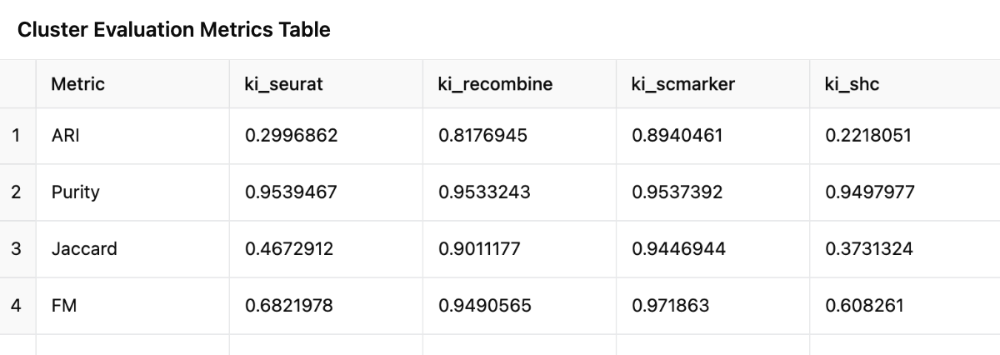 Cluster Evaluation Metrics Table
Metric ki_seurat ki_recombine ki_scmarker ki_shc
1 ARI 0.2996862 0.8176945 0.8940461 0.2218051
2 Purity 0.9539467 0.9533243 0.9537392 0.9497977
3 Jaccard 0.4672912 0.9011177 0.9446944 0.3731324
4 FM 0.6821978 0.9490565 0.971863 0.608261